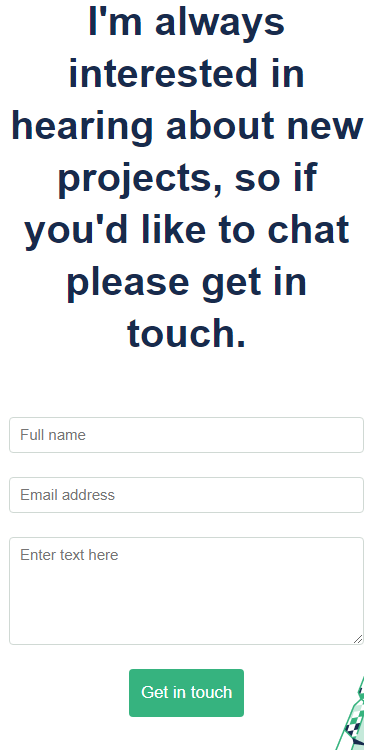 I'm always
interested in
hearing about new
projects, so if
you'd like to chat
please get in
touch.
Full name
Email address
Enter text here
Get in touch